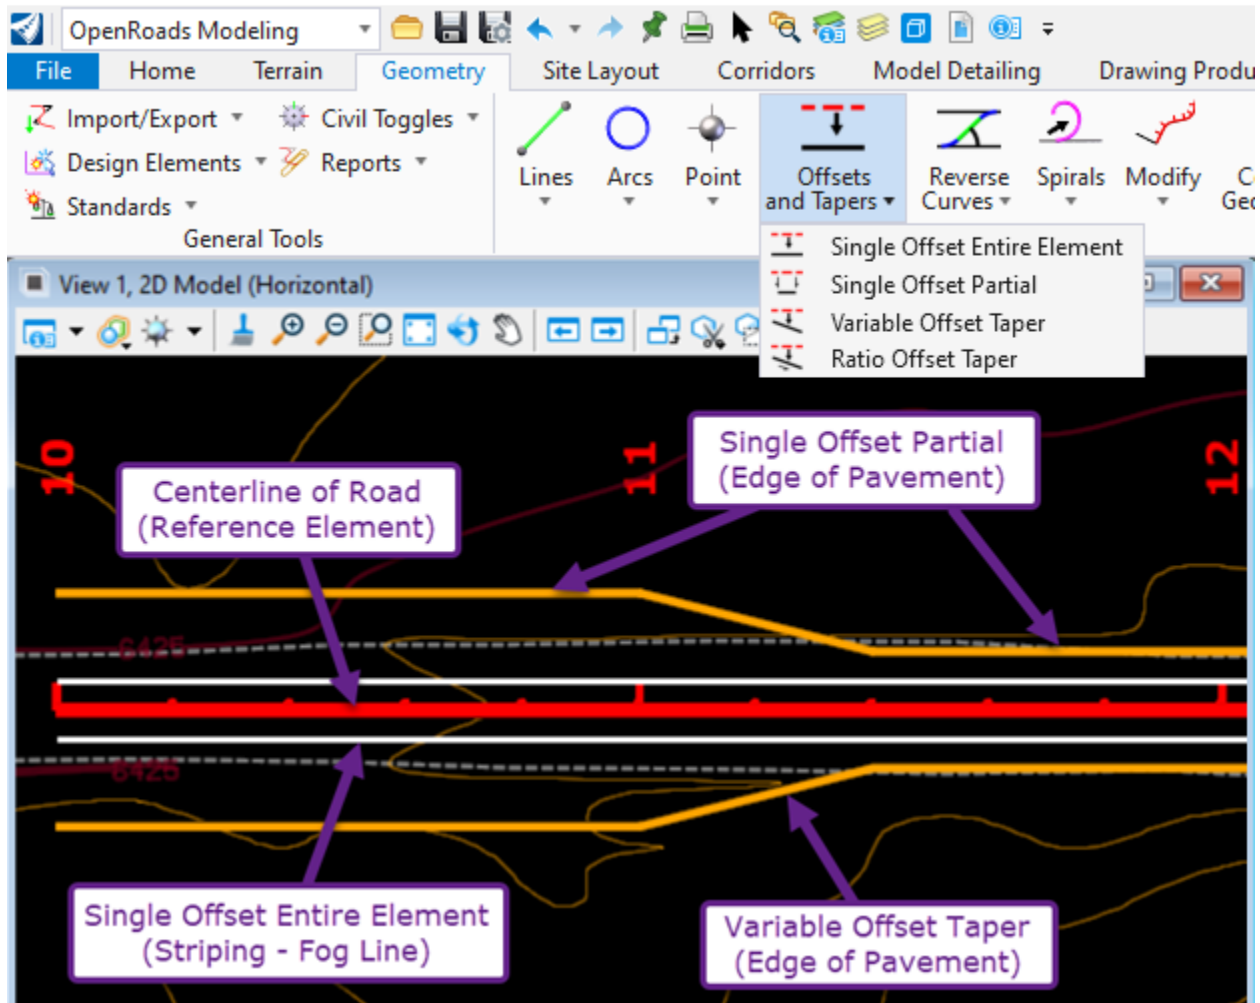 OpenRoads Modeling
File Home Terrain Geometry Site Layout Corridors Model Detailing Drawing Produ
Import/Export Civil Toggles
Design Elements Reports
Standards
General Tools
Lines Arcs Point Offsets and Tapers Reverse Curves Spirals Modify
Single Offset Entire Element
Single Offset Partial
Variable Offset Taper
Ratio Offset Taper
View 1, 2D Model (Horizontal)
10
11
12
Single Offset Partial
(Edge of Pavement)
Centerline of Road
(Reference Element)
6425
6425
Single Offset Entire Element
(Striping - Fog Line)
Variable Offset Taper
(Edge of Pavement)